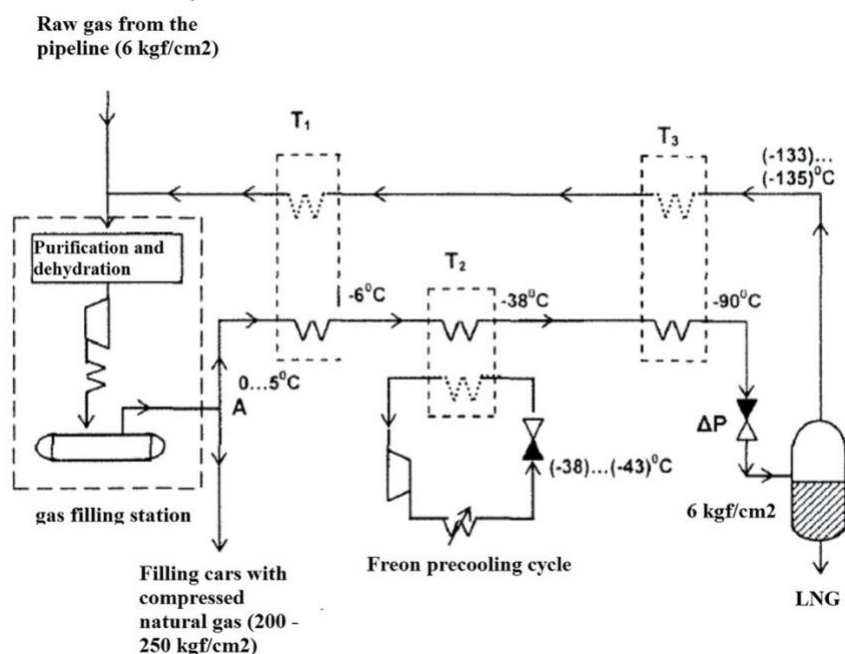 Raw gas from the
pipeline (6 kgf/cm2)
T1
T3
(-133)...
(-135)⁰C
Purification and
dehydration
T2
-6⁰C
-38⁰C
-90⁰C
0...5⁰C
A
ΔP
(-38)...(-43)⁰C
6 kgf/cm2
gas filling station
Freon precooling cycle
Filling cars with
compressed
natural gas (200 -
250 kgf/cm2)
LNG